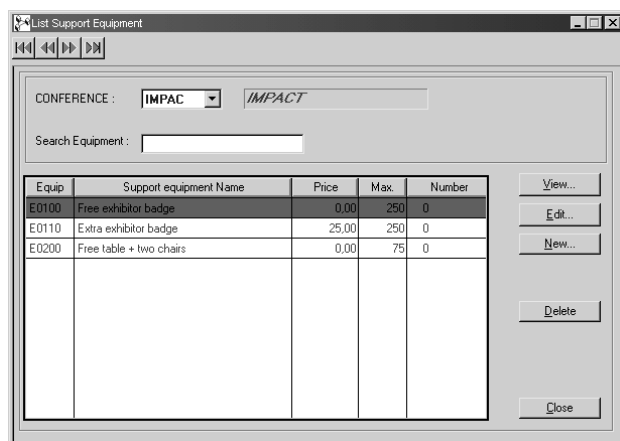 List Support Equipment
CONFERENCE : IMPAC IMPACT
Search Equipment :
Equip Support equipment Name Price Max. Number
E0100 Free exhibitor badge 0,00 250 0
E0110 Extra exhibitor badge 25,00 250 0
E0200 Free table + two chairs 0,00 75 0
View...
Edit...
New...
Delete
Close